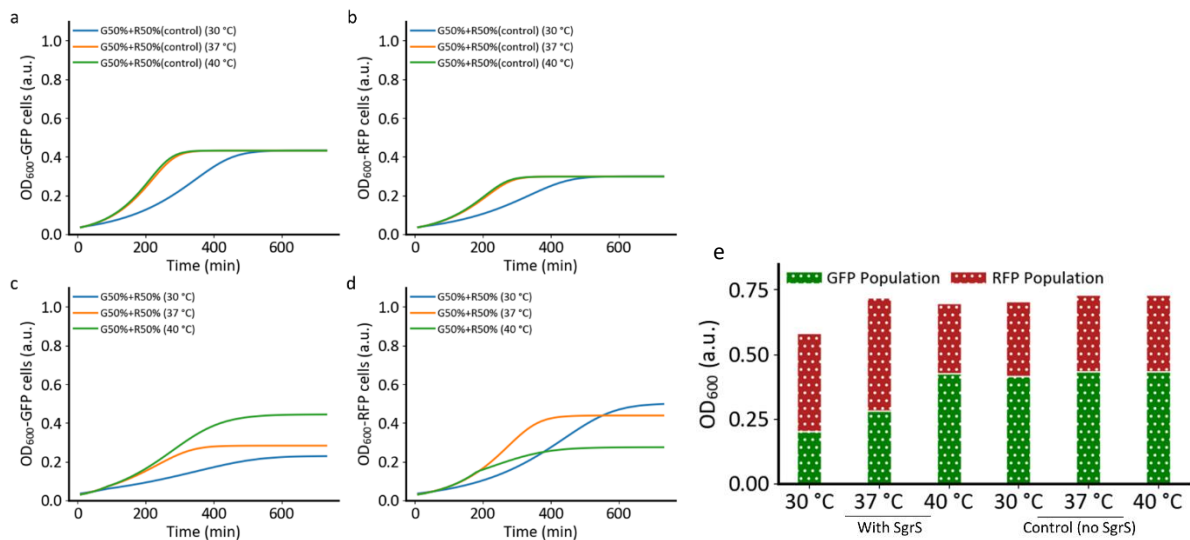 a
G50%+R50%(control) (30 °C)
G50%+R50%(control) (37 °C)
G50%+R50%(control) (40 °C)
1.0
0.8
0.6
0.4
0.2
0.0
OD600-GFP cells (a.u.)
0 200 400 600
Time (min)
b
G50%+R50%(control) (30 °C)
G50%+R50%(control) (37 °C)
G50%+R50%(control) (40 °C)
1.0
0.8
0.6
0.4
0.2
0.0
OD600-RFP cells (a.u.)
0 200 400 600
Time (min)
c
G50%+R50% (30 °C)
G50%+R50% (37 °C)
G50%+R50% (40 °C)
1.0
0.8
0.6
0.4
0.2
0.0
OD600-GFP cells (a.u.)
0 200 400 600
Time (min)
d
G50%+R50% (30 °C)
G50%+R50% (37 °C)
G50%+R50% (40 °C)
1.0
0.8
0.6
0.4
0.2
0.0
OD600-RFP cells (a.u.)
0 200 400 600
Time (min)
e
GFP Population RFP Population
0.75
0.50
0.25
0.00
OD600 (a.u.)
30 °C 37 °C 40 °C 30 °C 37 °C 40 °C
With SgrS Control (no SgrS)